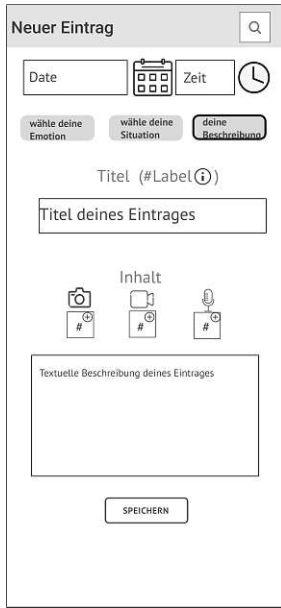 Neuer Eintrag
Date
Zeit
wähle deine
Emotion
wähle deine
Situation
deine
Beschreibung
Titel (#Labeli)
Titel deines Eintrages
Inhalt
#
#
#
Textuelle Beschreibung deines Eintrages
SPEICHERN